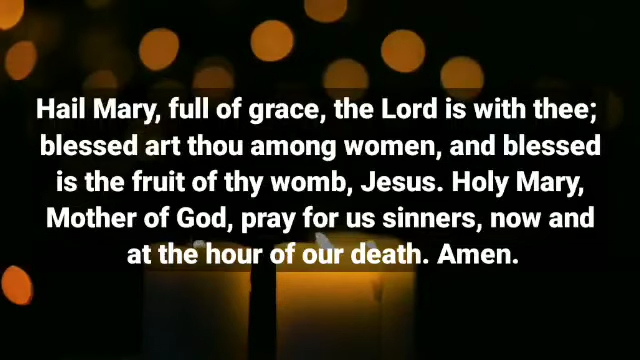 Hail Mary, full of grace, the Lord is with thee;
blessed art thou among women, and blessed
is the fruit of thy womb, Jesus. Holy Mary,
Mother of God, pray for us sinners, now and
at the hour of our death. Amen.